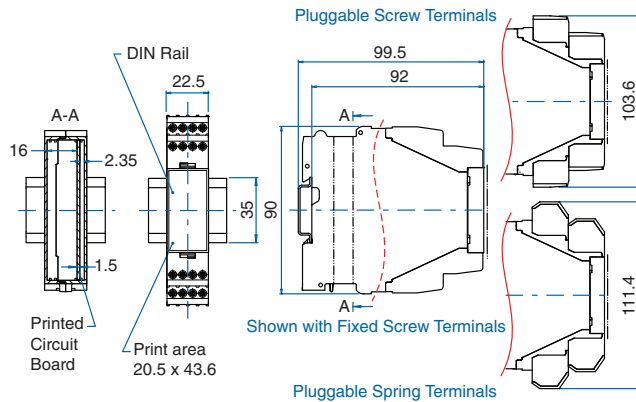 Pluggable Screw Terminals
DIN Rail
99.5
22.5
92
A-A
A
16
2.35
103.6
90
35
1.5
A
111.4
Printed
Circuit
Board
Print area
20.5 x 43.6
Shown with Fixed Screw Terminals
Pluggable Spring Terminals